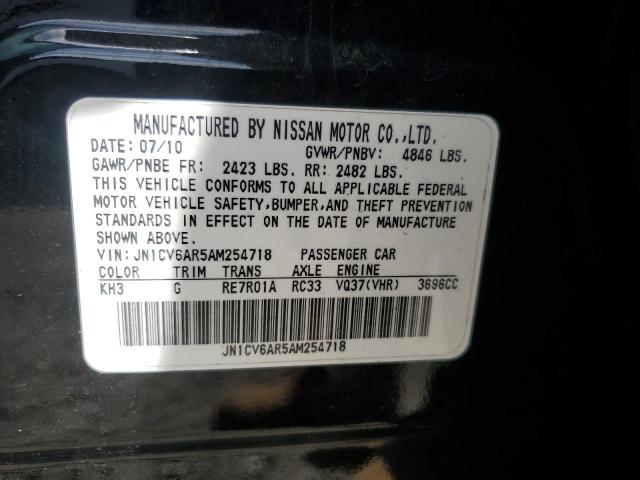 MANUFACTURED BY NISSAN MOTOR CO.,LTD.
DATE: 07/10 GVWR/PNBV: 4846 LBS.
GAWR/PNBE FR: 2423 LBS. RR: 2482 LBS.
THIS VEHICLE CONFORMS TO ALL APPLICABLE FEDERAL
MOTOR VEHICLE SAFETY,BUMPER,AND THEFT PREVENTION
STANDARDS IN EFFECT ON THE DATE OF MANUFACTURE
SHOWN ABOVE.
VIN: JN1CV6AR5AM254718 PASSENGER CAR
COLOR TRIM TRANS AXLE ENGINE
KH3 G RE7R01A RC33 VQ37(VHR) 3696CC
JN1CV6AR5AM254718